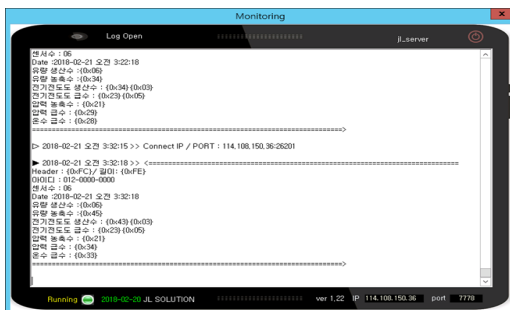 Monitoring
Log Open
jl_server
센서수 : 06
Date :2018-02-21 오전 3:22:18
유량 생산수 :{0x06}
유량 농축수 : {0x34}
전기전도도 생산수 : {0x34}{0x03}
전기전도도 급수 : {0x23}{0x05}
압력 농축수 : {0x21}
압력 급수 : {0x29}
온수 급수 : {0x28}
==============================================================>
▷ 2018-02-21 오전 3:32:15 >> Connect IP / PORT : 114,108,150,36:26201
▶ 2018-02-21 오전 3:32:18 >> <==============================================================
Header : {0xFC}/ 길이: {0xFE}
아이디 : 012-0000-0000
센서수 : 06
Date :2018-02-21 오전 3:32:18
유량 생산수 :{0x06}
유량 농축수 : {0x45}
전기전도도 생산수 : {0x43}{0x03}
전기전도도 급수 : {0x23}{0x05}
압력 농축수 : {0x21}
압력 급수 : {0x34}
온수 급수 : {0x33}
==============================================================>
Running 2018-02-20 JL SOLUTION ver 1,22 IP 114.108.150.36 port 7778